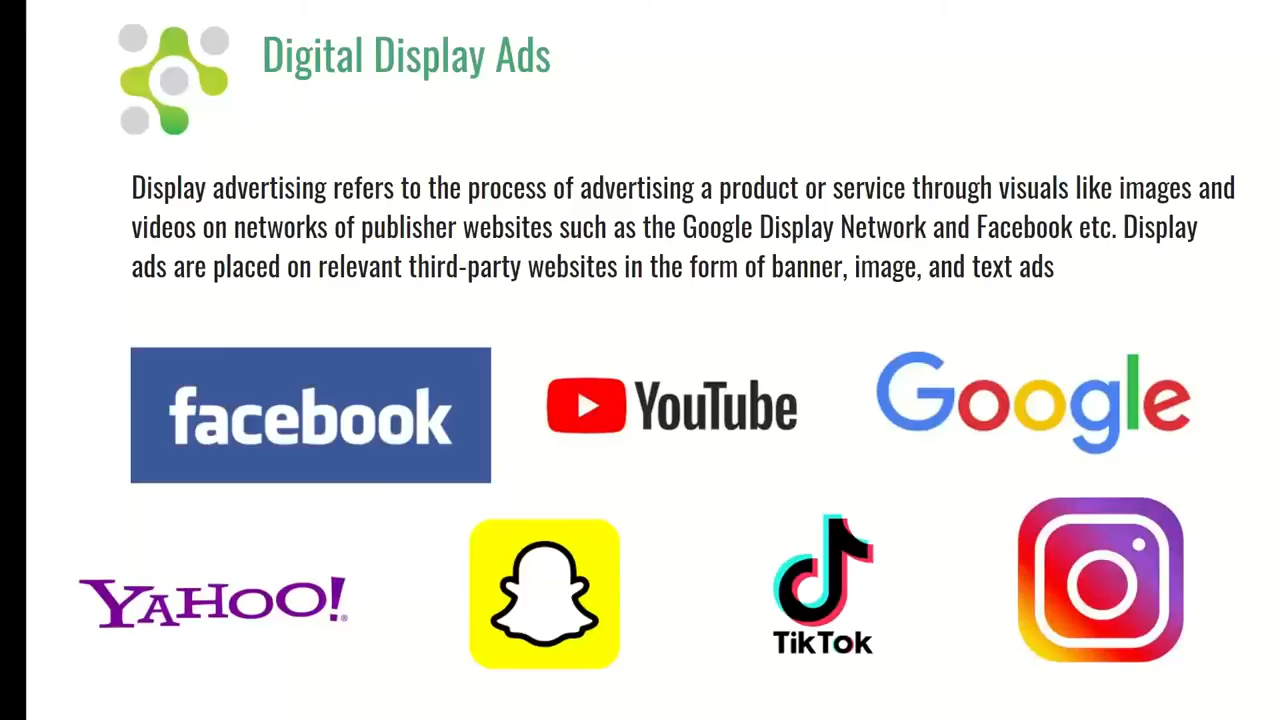 Digital Display Ads
Display advertising refers to the process of advertising a product or service through visuals like images and
videos on networks of publisher websites such as the Google Display Network and Facebook etc. Display
ads are placed on relevant third-party websites in the form of banner, image, and text ads
facebook
YouTube
Google
YAHOO!
TikTok